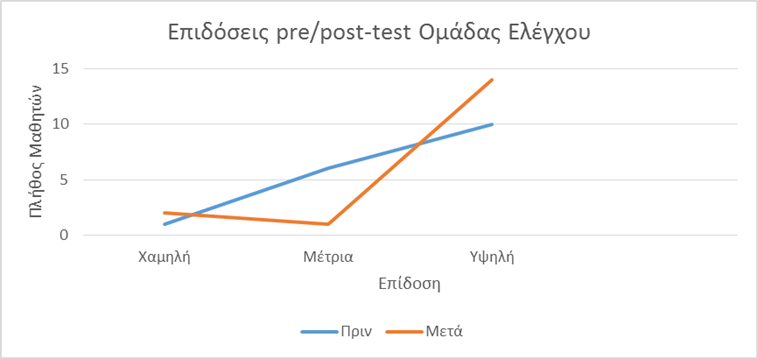 Επιδόσεις pre/post-test Ομάδας Ελέγχου
Πλήθος Μαθητών
15
10
5
0
Χαμηλή Μέτρια Υψηλή
Επίδοση
Πριν Μετά